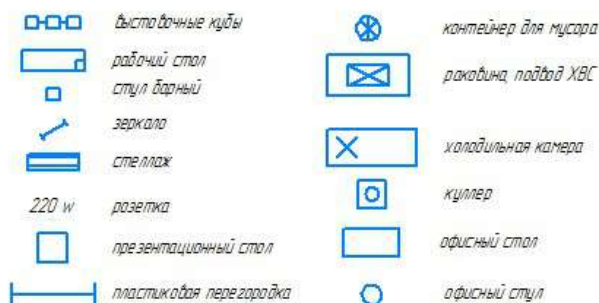 выставочные кубы
рабочий стол
стул барный
зеркало
стеллаж
220 w розетка
презентационный стол
пластиковая перегородка
контейнер для мусора
раковина, подвод ХВС
холодильная камера
куллер
офисный стол
офисный стул